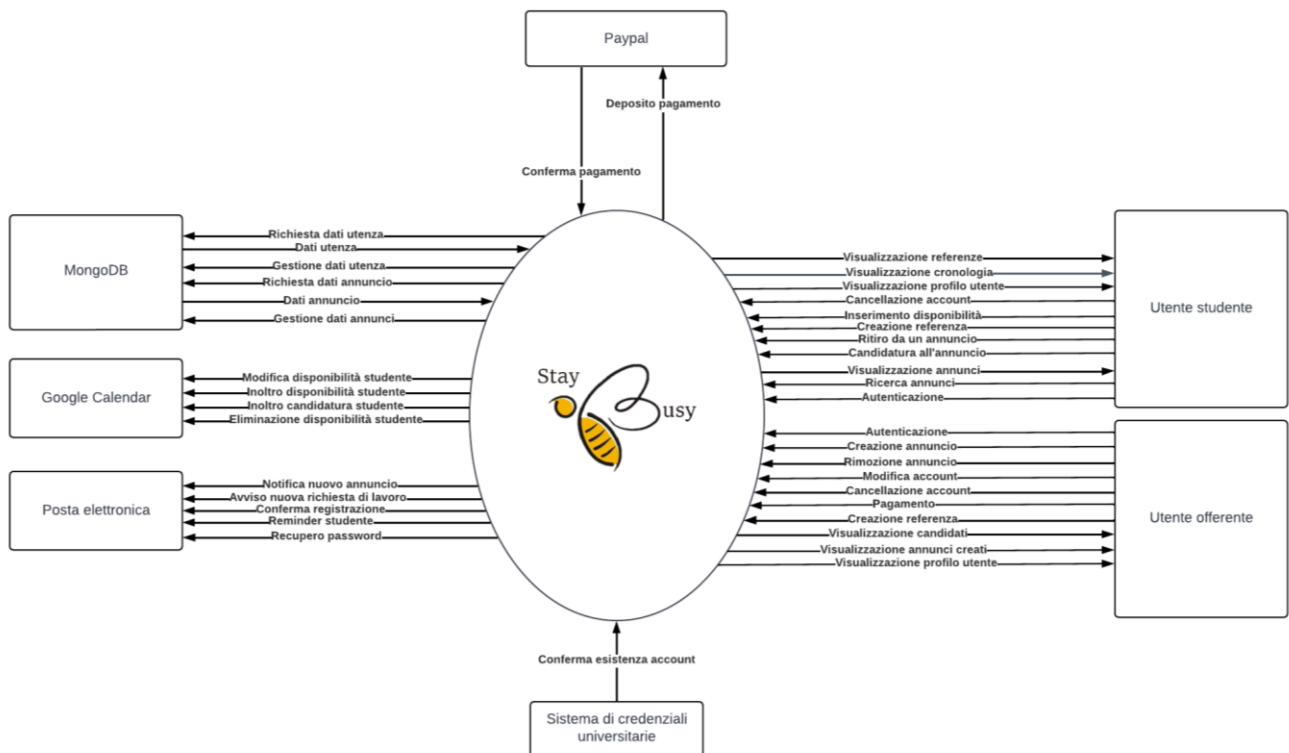 Paypal
Deposito pagamento
Conferma pagamento
MongoDB
Richiesta dati utenza
Dati utenza
Gestione dati utenza
Richiesta dati annuncio
Dati annuncio
Gestione dati annunci
Google Calendar
Modifica disponibilità studente
Inoltro disponibilità studente
Inoltro candidatura studente
Eliminazione disponibilità studente
Posta elettronica
Notifica nuovo annuncio
Avviso nuova richiesta di lavoro
Conferma registrazione
Reminder studente
Recupero password
Stay
Busy
Visualizzazione referenze
Visualizzazione cronologia
Visualizzazione profilo utente
Cancellazione account
Inserimento disponibilità
Creazione referenza
Ritiro da un annuncio
Candidatura all'annuncio
Visualizzazione annunci
Ricerca annunci
Autenticazione
Utente studente
Autenticazione
Creazione annuncio
Rimozione annuncio
Modifica account
Cancellazione account
Pagamento
Creazione referenza
Visualizzazione candidati
Visualizzazione annunci creati
Visualizzazione profilo utente
Utente offerente
Conferma esistenza account
Sistema di credenziali
universitarie